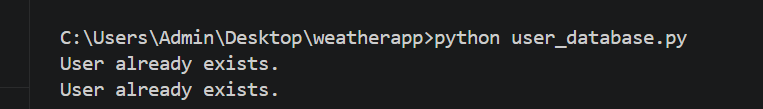 C:\Users\Admin\Desktop\weatherapp>python user_database.py
User already exists.
User already exists.